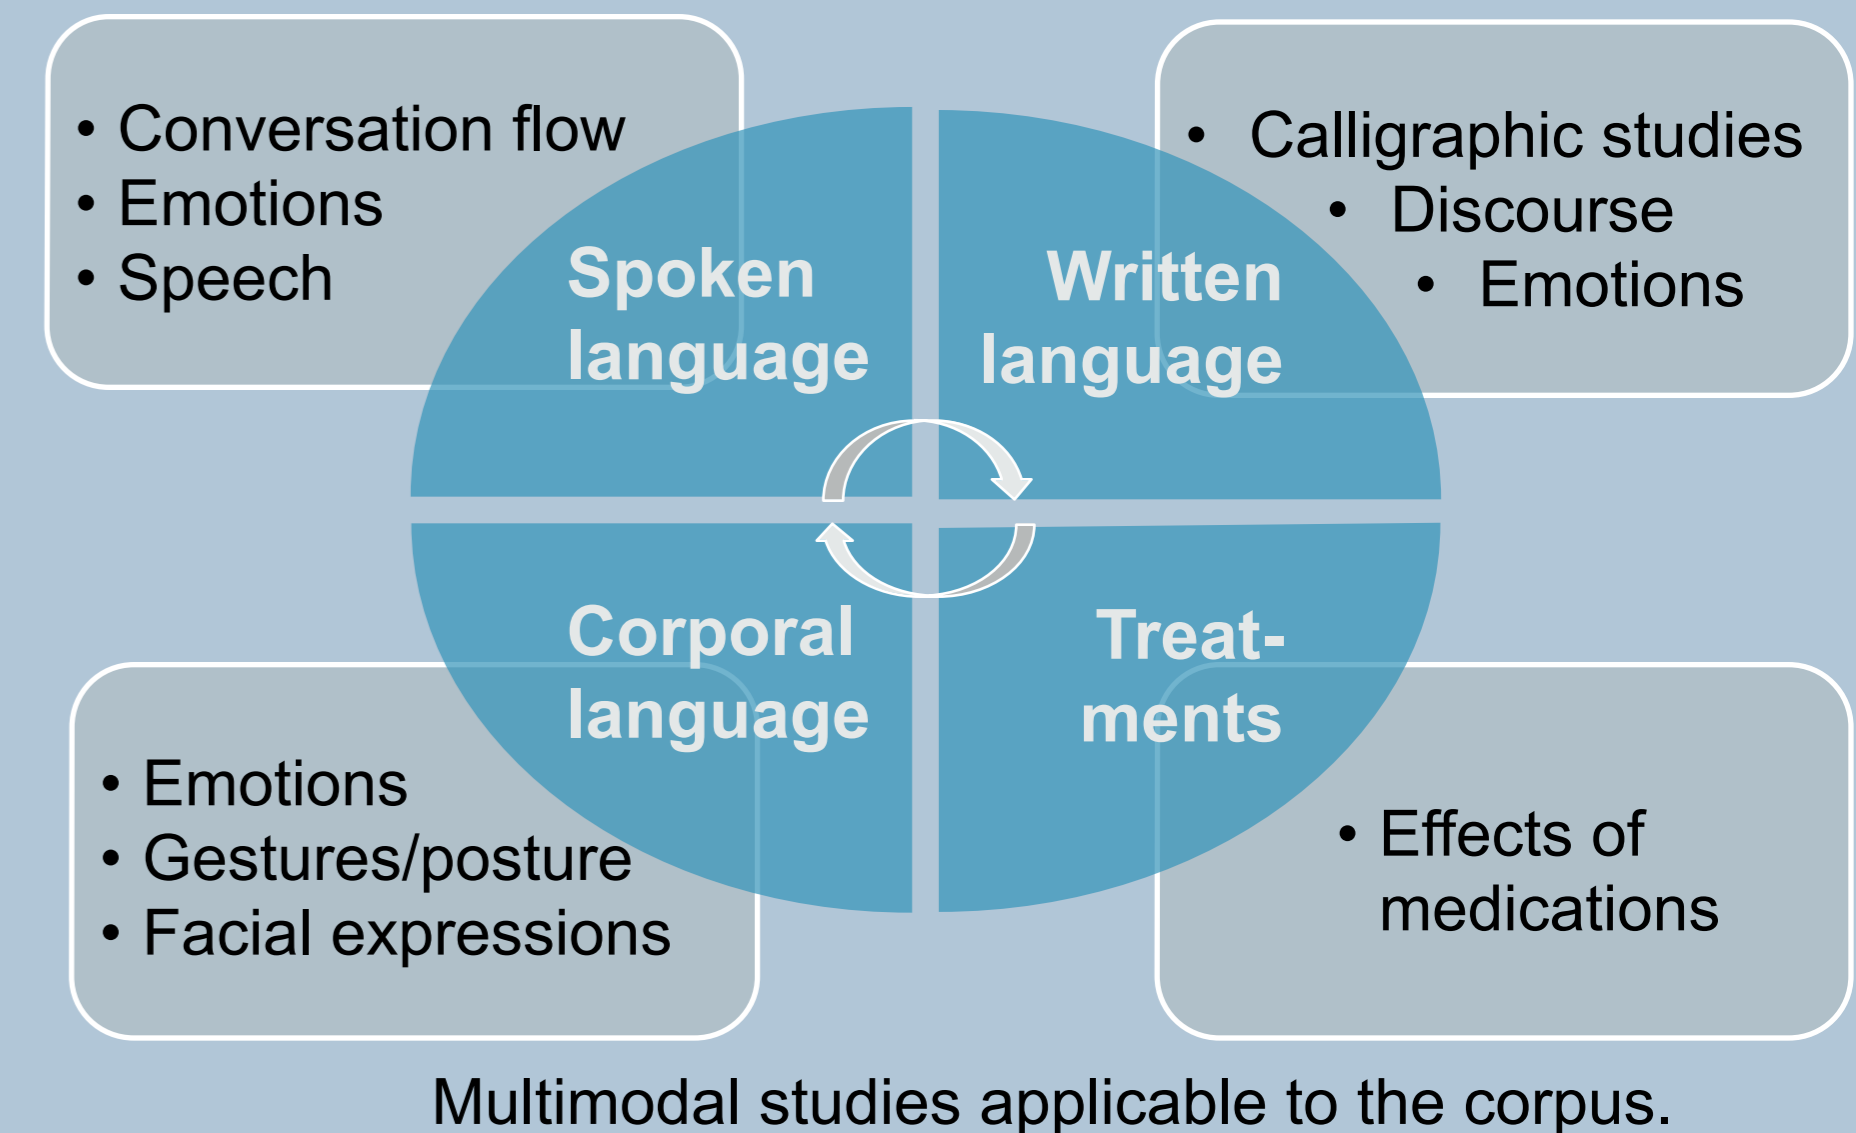 • Conversation flow
• Emotions
• Speech
Spoken
language
Written
language
• Calligraphic studies
• Discourse
• Emotions
Corporal
language
• Emotions
• Gestures/posture
• Facial expressions
Treat-
ments
• Effects of
medications
Multimodal studies applicable to the corpus.